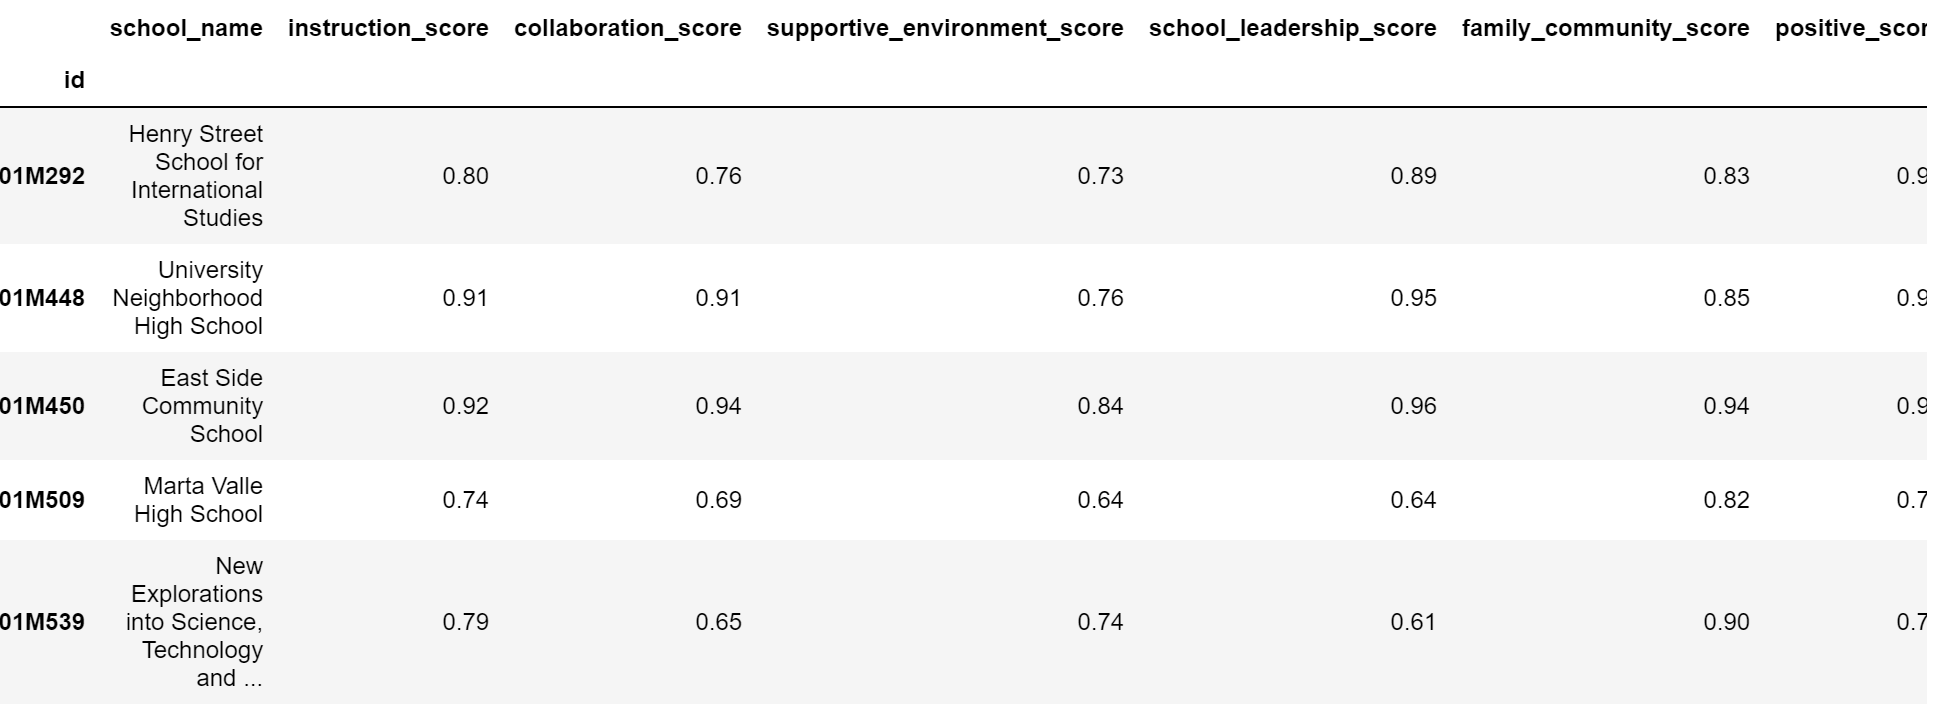 school_name instruction_score collaboration_score supportive_environment_score school_leadership_score family_community_score positive_scor
id
Henry Street
School for
International
Studies
01M292 0.80 0.76 0.73 0.89 0.83 0.9
University
Neighborhood
High School
01M448 0.91 0.91 0.76 0.95 0.85 0.9
East Side
Community
School
01M450 0.92 0.94 0.84 0.96 0.94 0.9
Marta Valle
High School
01M509 0.74 0.69 0.64 0.64 0.82 0.7
New
Explorations
into Science,
Technology
and ...
01M539 0.79 0.65 0.74 0.61 0.90 0.7